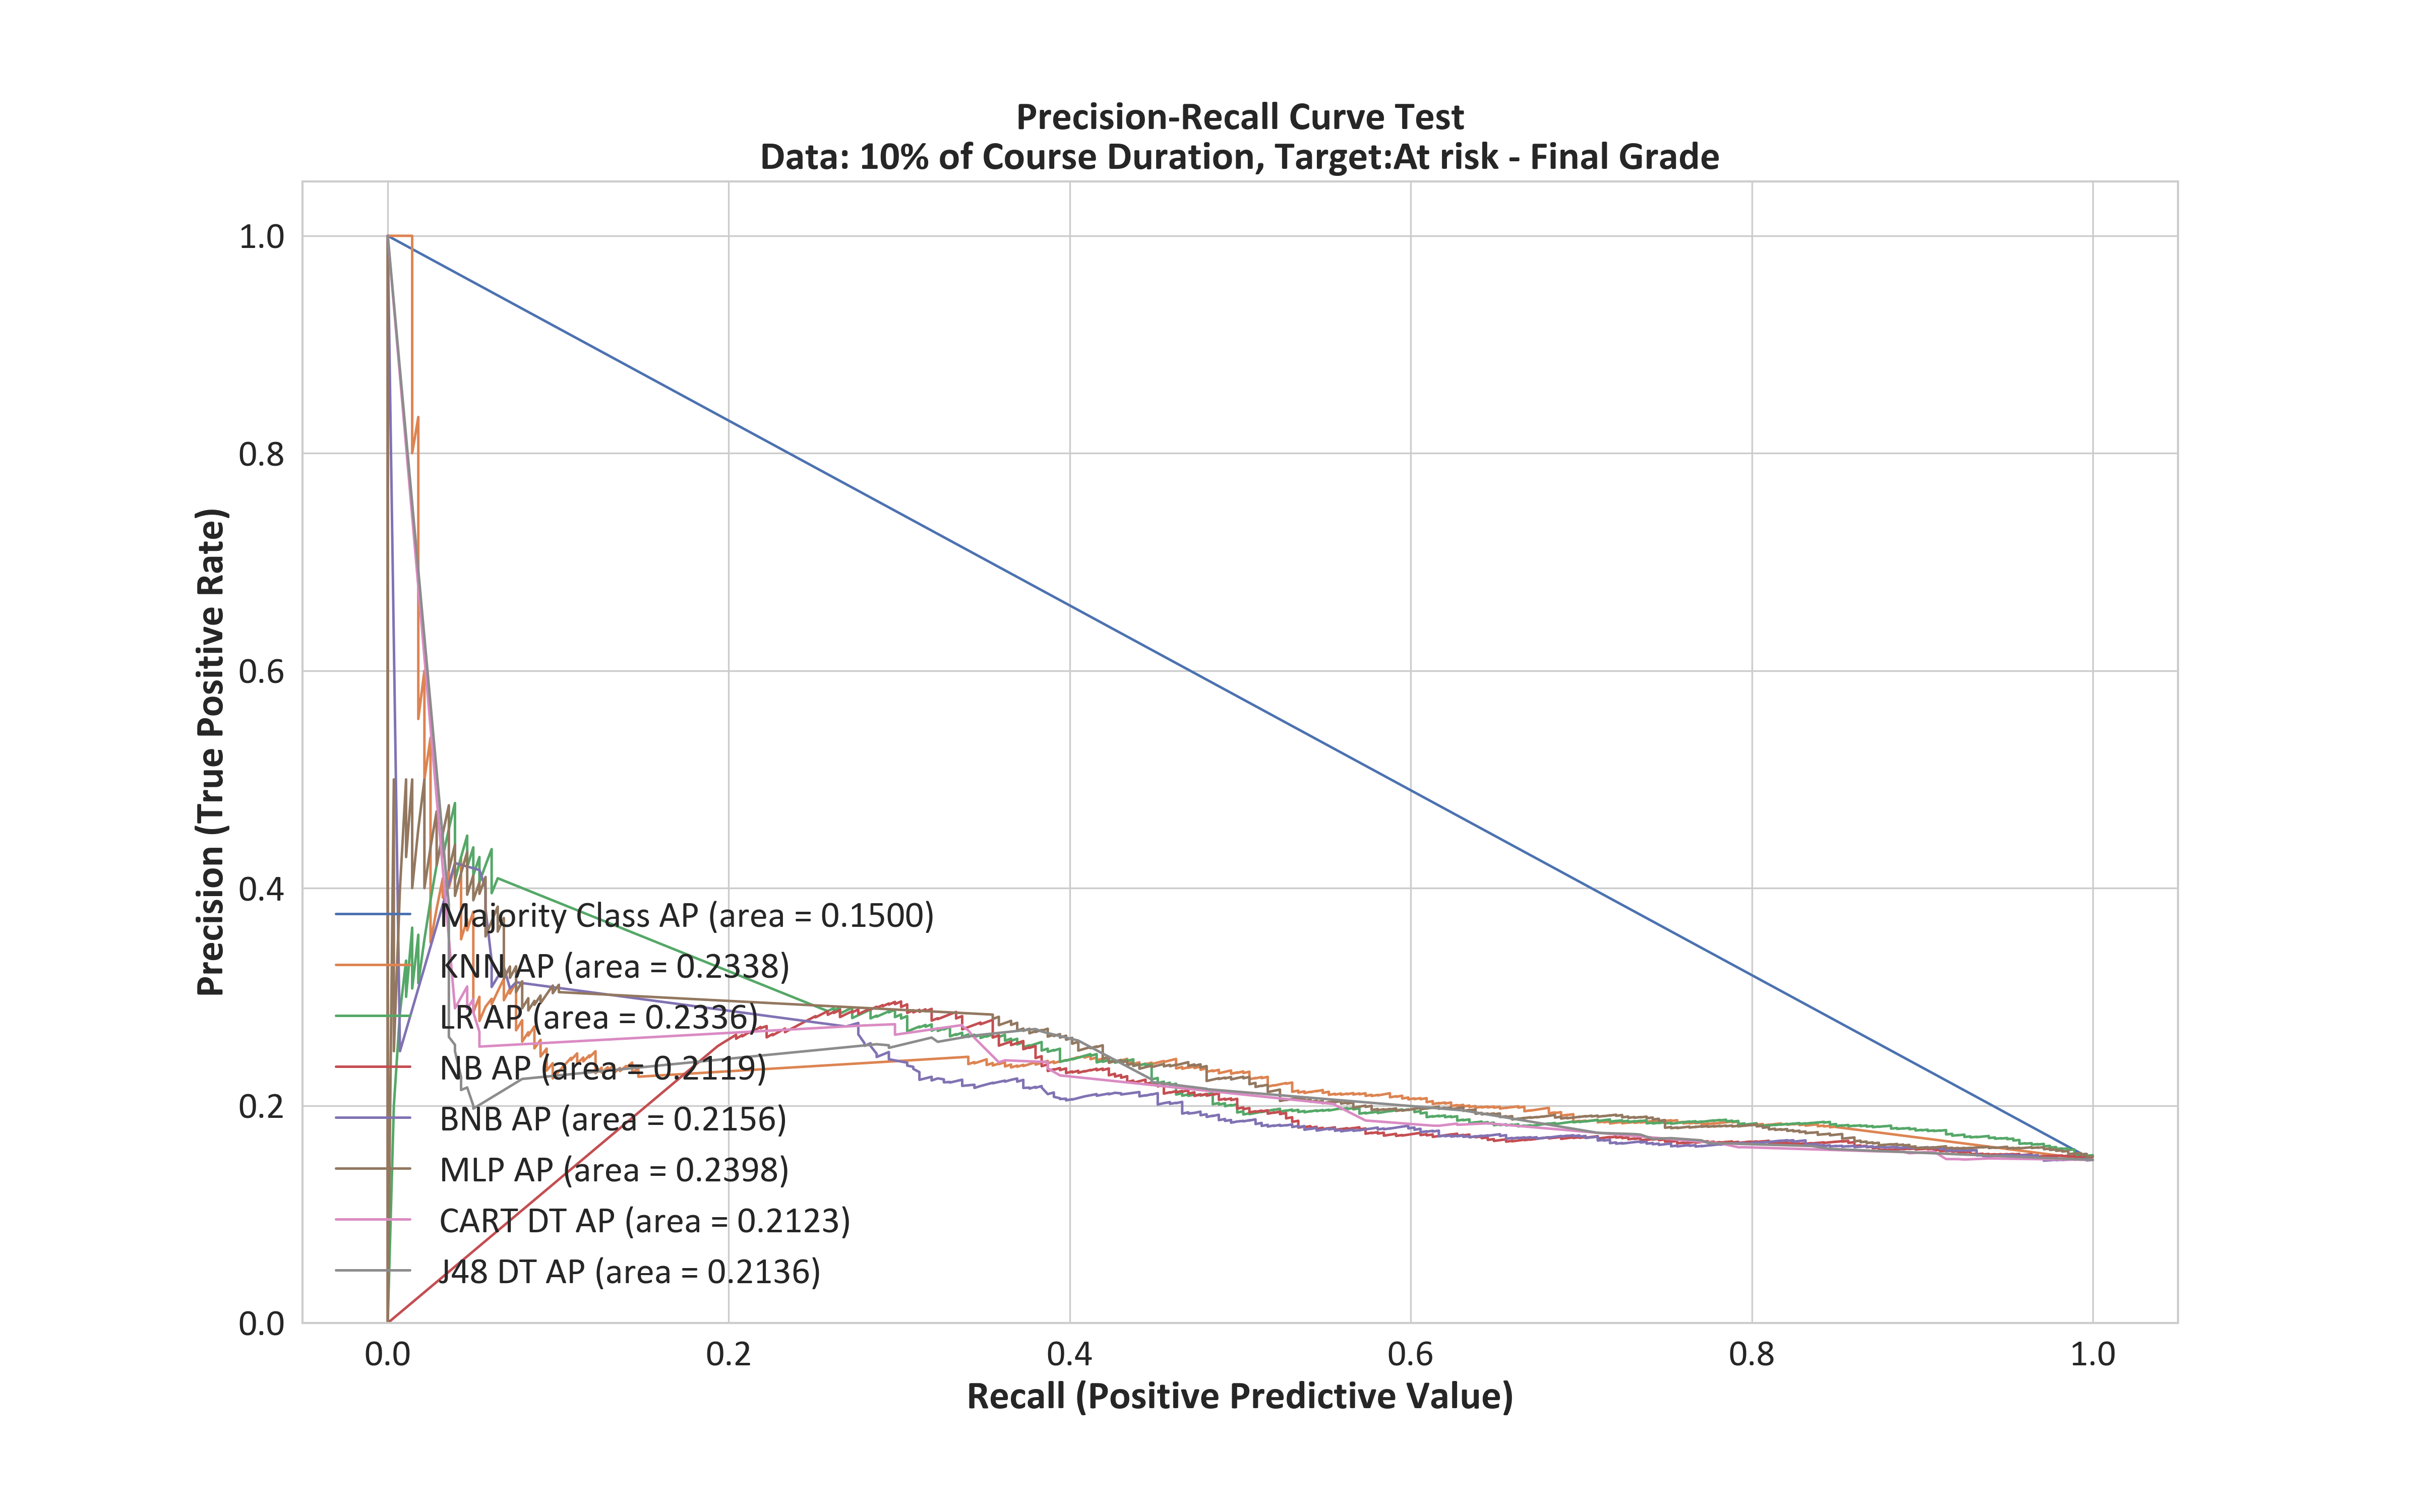 Precision-Recall Curve Test
Data: 10% of Course Duration, Target:At risk - Final Grade
Precision (True Positive Rate)
1.0
0.8
0.6
0.4
0.2
0.0
Majority Class AP (area = 0.1500)
KNN AP (area = 0.2338)
LR AP (area = 0.2336)
NB AP (area = 0.2119)
BNB AP (area = 0.2156)
MLP AP (area = 0.2398)
CART DT AP (area = 0.2123)
J48 DT AP (area = 0.2136)
0.0 0.2 0.4 0.6 0.8 1.0
Recall (Positive Predictive Value)